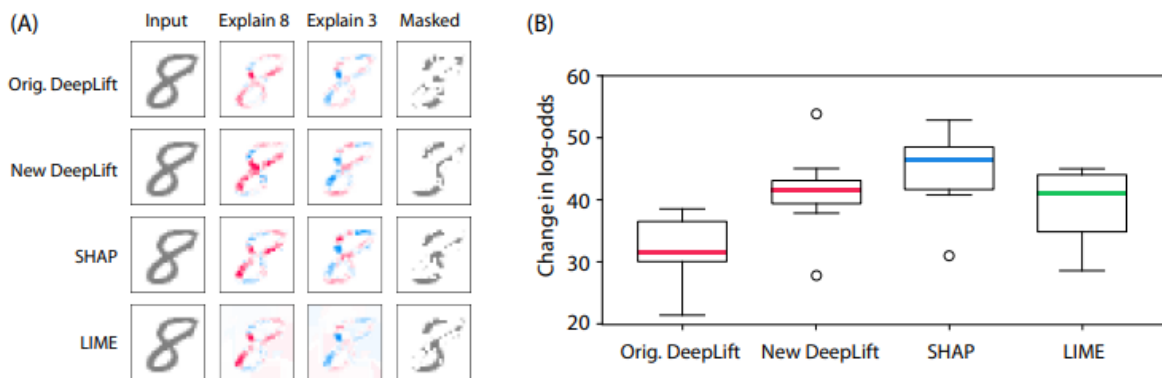 (A)
Input Explain 8 Explain 3 Masked
Orig. DeepLift
New DeepLift
SHAP
LIME
(B)
Change in log-odds
60
50
40
30
20
Orig. DeepLift New DeepLift SHAP LIME